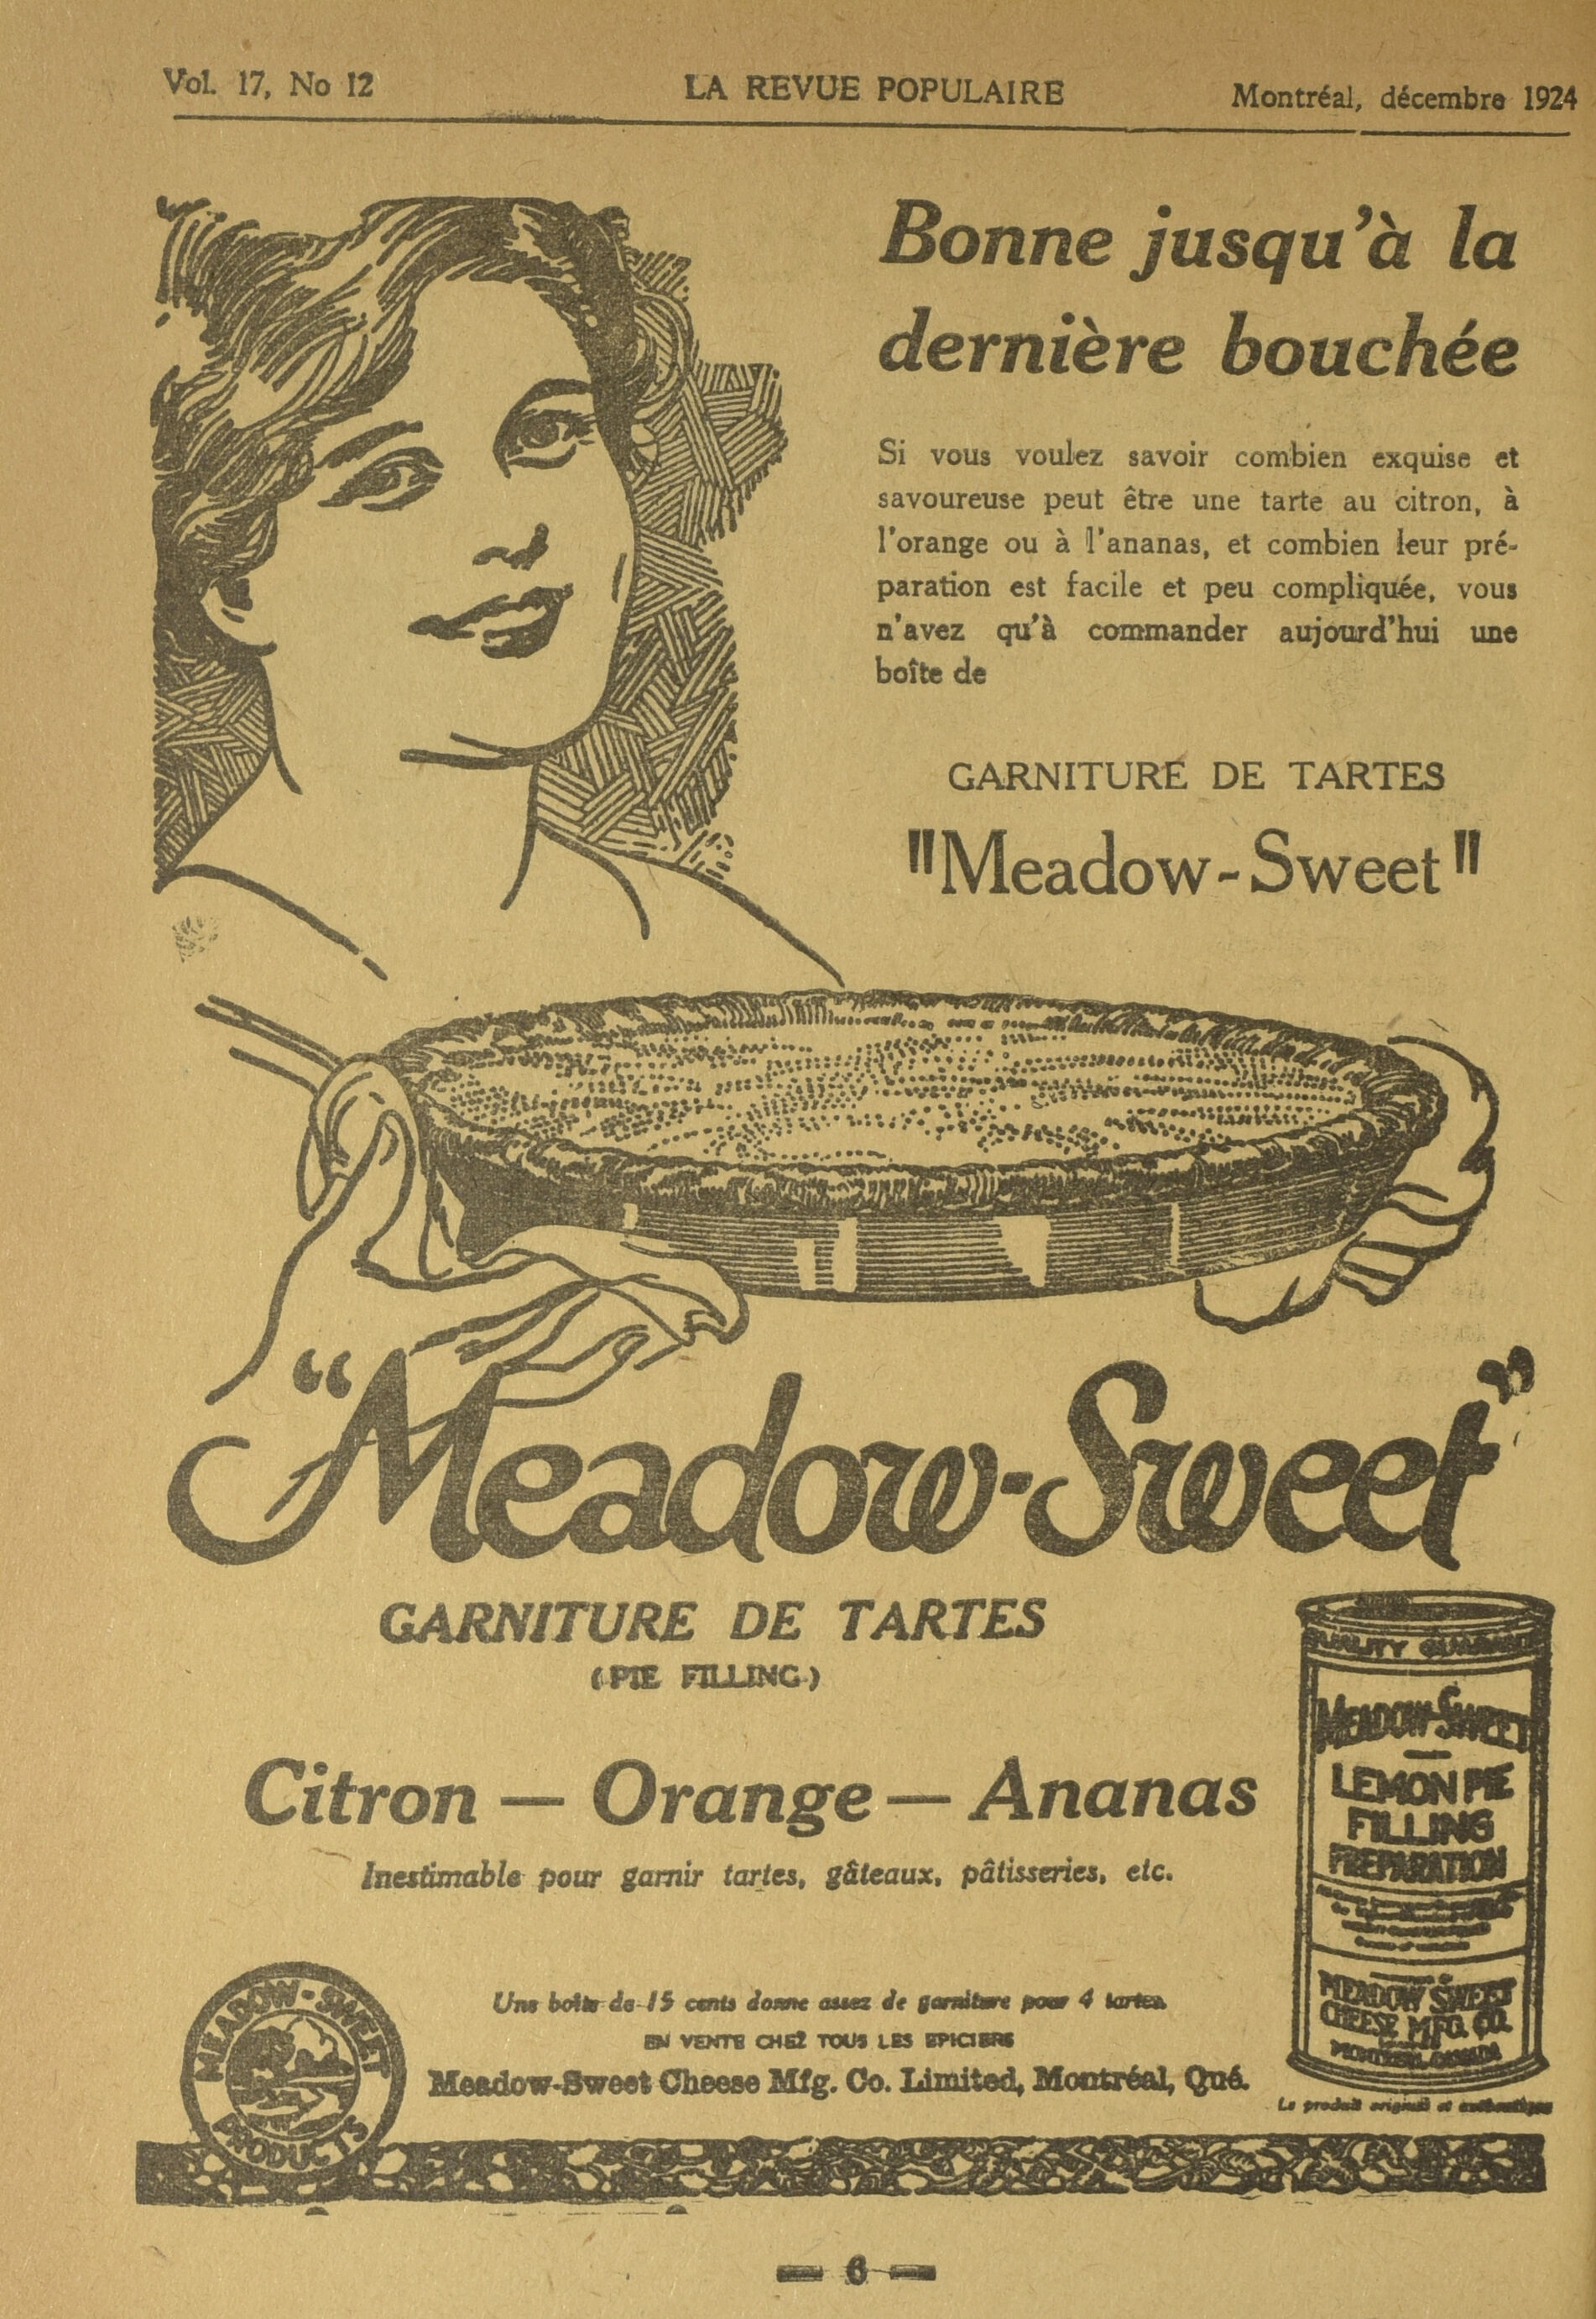 Vol. 17, No 12
LA REVUE POPULAIRE
Montréal, décembre 1924
Bonne jusqu'à la
dernière bouchée
Si vous voulez savoir combien exquise et
savoureuse peut être une tarte au citron, à
l'orange ou à l'ananas, et combien leur pré-
paration est facile et peu compliquée, vous
n'avez qu'à commander aujourd'hui une
boîte de
GARNITURE DE TARTES
"Meadow-Sweet"
“Meadow-Sweet”
GARNITURE DE TARTES
(PIE FILLING)
Citron — Orange — Ananas
Inestimable pour garnir tartes, gâteaux, pâtisseries, etc.
QUALITY
MEADOW-SWEET
LEMON PIE
FILLING
PREPARATION
MEADOW SWEET
CHEESE MFG. CO.
MONTREAL, CANADA
Le produit original et authentique
MEADOW-SWEET
PRODUCTS
Une boîte de 15 cents donne assez de garniture pour 4 tartes
EN VENTE CHEZ TOUS LES EPICIERS
Meadow-Sweet Cheese Mfg. Co. Limited, Montréal, Qué.
— 6 —